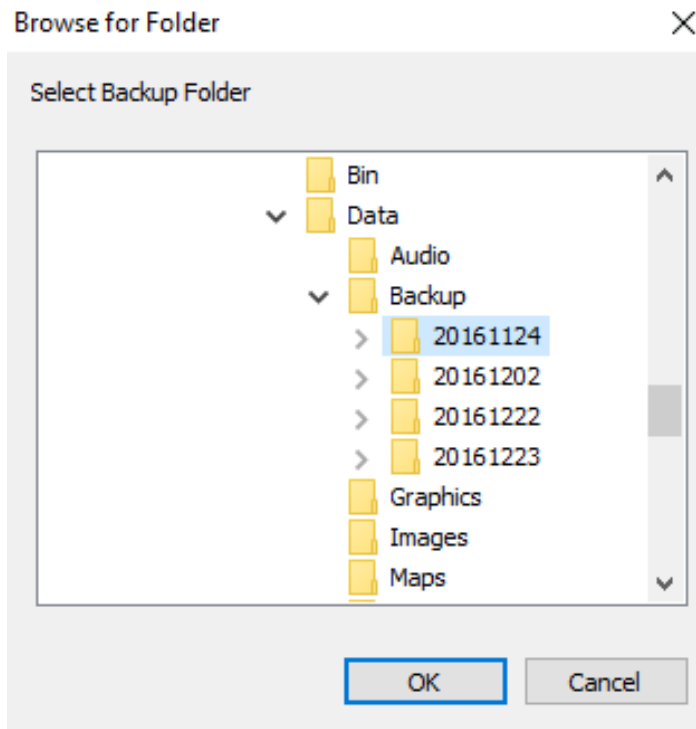 Browse for Folder
Select Backup Folder
Bin
Data
Audio
Backup
20161124
20161202
20161222
20161223
Graphics
Images
Maps
OK Cancel